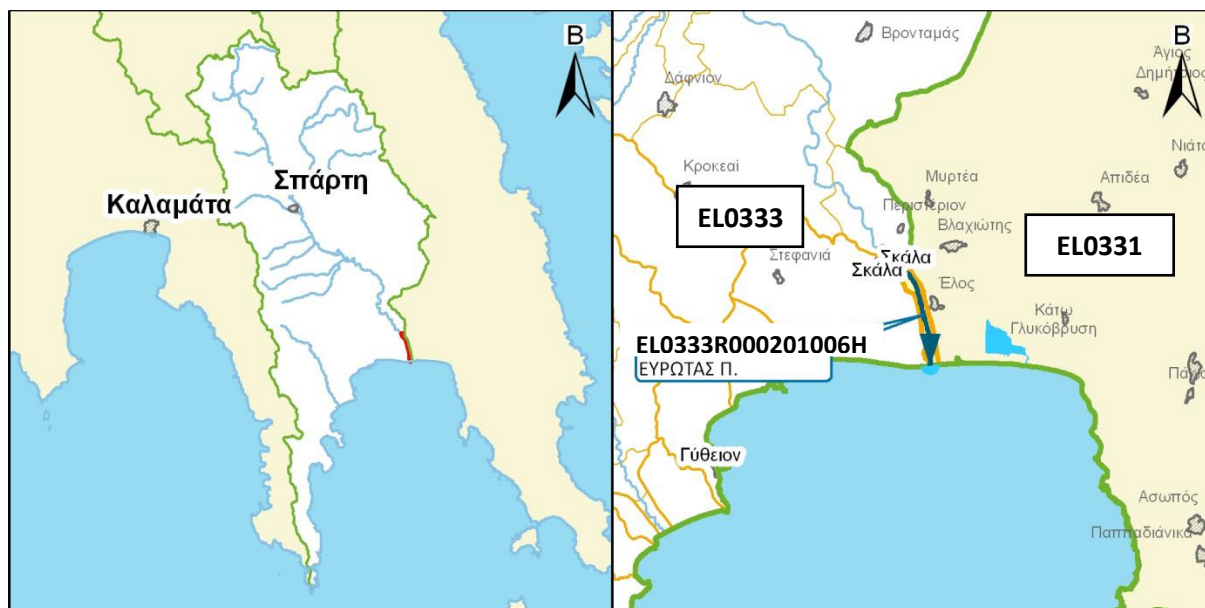 Β
Σπάρτη
Καλαμάτα
Βρονταμάς
Β
Άγιος
Δημήτριος
Δάφνιον
Νιάτα
Κροκεαί
Μυρτέα
Απιδέα
EL0333
Περιστεριον
Βλαχιώτης
EL0331
Σκάλα
Στεφανιά
Σκάλα
Έλος
Κάτω
Γλυκόβρυση
EL0333R000201006H
ΕΥΡΩΤΑΣ Π.
Γύθειον
Ασωπός
Παππαδιάνικα